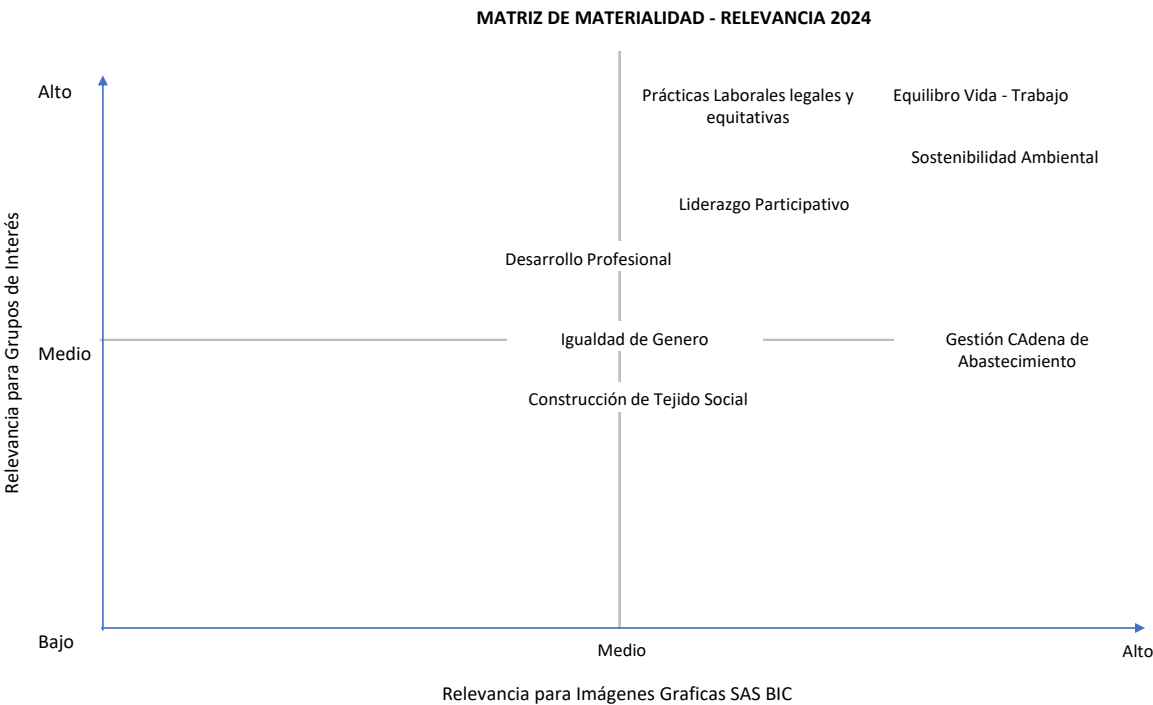 MATRIZ DE MATERIALIDAD - RELEVANCIA 2024
Alto
Prácticas Laborales legales y
equitativas
Equilibro Vida - Trabajo
Sostenibilidad Ambiental
Liderazgo Participativo
Desarrollo Profesional
Relevancia para Grupos de Interés
Medio
Igualdad de Genero
Gestión CAdena de
Abastecimiento
Construcción de Tejido Social
Bajo
Medio
Alto
Relevancia para Imágenes Graficas SAS BIC